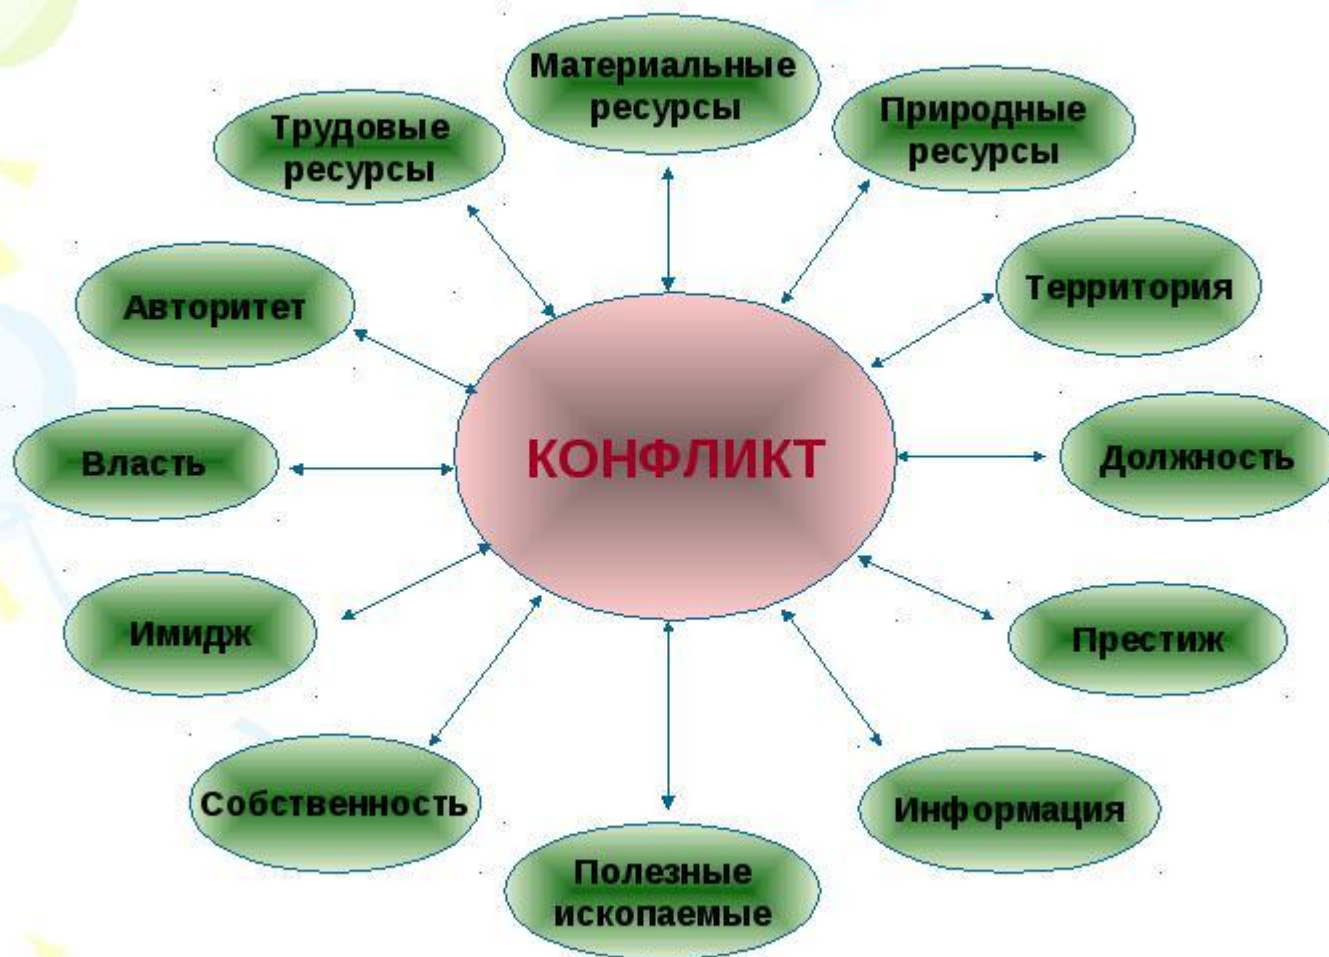 Материальные
ресурсы
Природные
ресурсы
Трудовые
ресурсы
Территория
Авторитет
КОНФЛИКТ
Должность
Власть
Имидж
Престиж
Собственность
Информация
Полезные
ископаемые